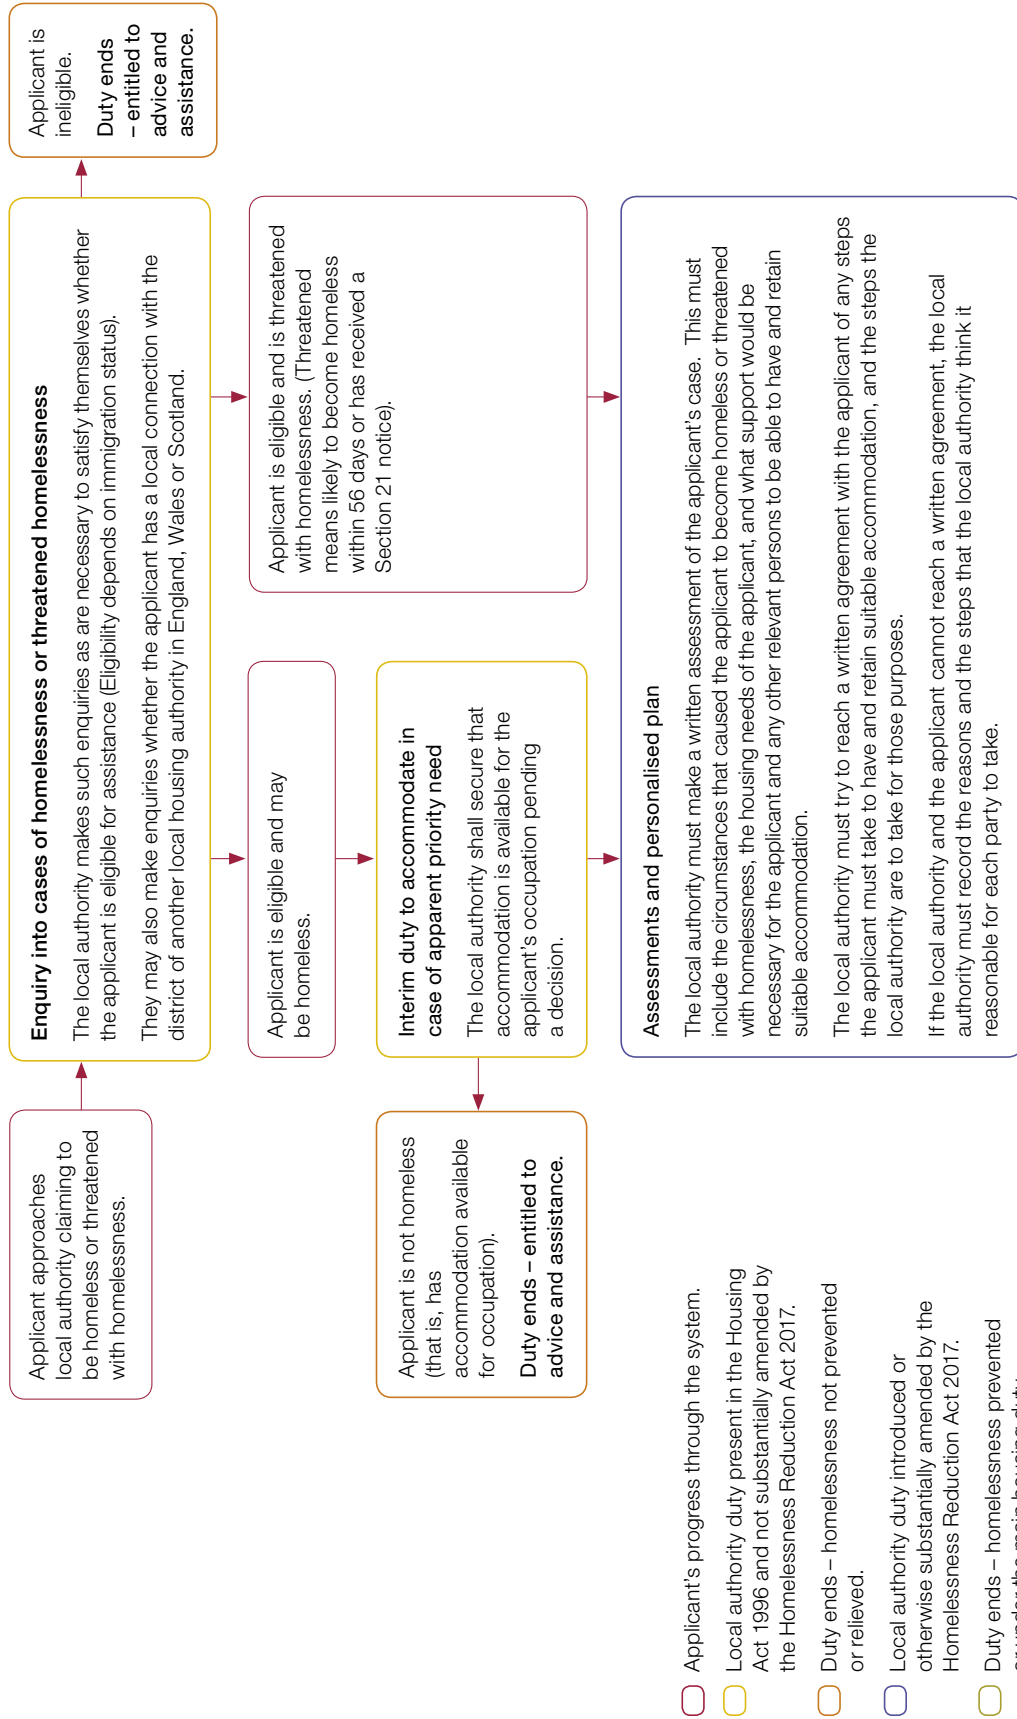 Applicant approaches
local authority claiming to
be homeless or threatened
with homelessness.
Enquiry into cases of homelessness or threatened homelessness
The local authority makes such enquiries as are necessary to satisfy themselves whether
the applicant is eligible for assistance (Eligibility depends on immigration status).
They may also make enquiries whether the applicant has a local connection with the
district of another local housing authority in England, Wales or Scotland.
Applicant is
ineligible.
Duty ends
– entitled to
advice and
assistance.
Applicant is eligible and may
be homeless.
Applicant is eligible and is threatened
with homelessness. (Threatened
means likely to become homeless
within 56 days or has received a
Section 21 notice).
Applicant is not homeless
(that is, has
accommodation available
for occupation).
Duty ends – entitled to
advice and assistance.
Interim duty to accommodate in
case of apparent priority need
The local authority shall secure that
accommodation is available for the
applicant's occupation pending
a decision.
Assessments and personalised plan
The local authority must make a written assessment of the applicant's case.  This must
include the circumstances that caused the applicant to become homeless or threatened
with homelessness, the housing needs of the applicant, and what support would be
necessary for the applicant and any other relevant persons to be able to have and retain
suitable accommodation.
The local authority must try to reach a written agreement with the applicant of any steps
the applicant must take to have and retain suitable accommodation, and the steps the
local authority are to take for those purposes.
If the local authority and the applicant cannot reach a written agreement, the local
authority must record the reasons and the steps that the local authority think it
reasonable for each party to take.
Applicant's progress through the system.
Local authority duty present in the Housing
Act 1996 and not substantially amended by
the Homelessness Reduction Act 2017.
Duty ends – homelessness not prevented
or relieved.
Local authority duty introduced or
otherwise substantially amended by the
Homelessness Reduction Act 2017.
Duty ends – homelessness prevented
or under the main housing duty.